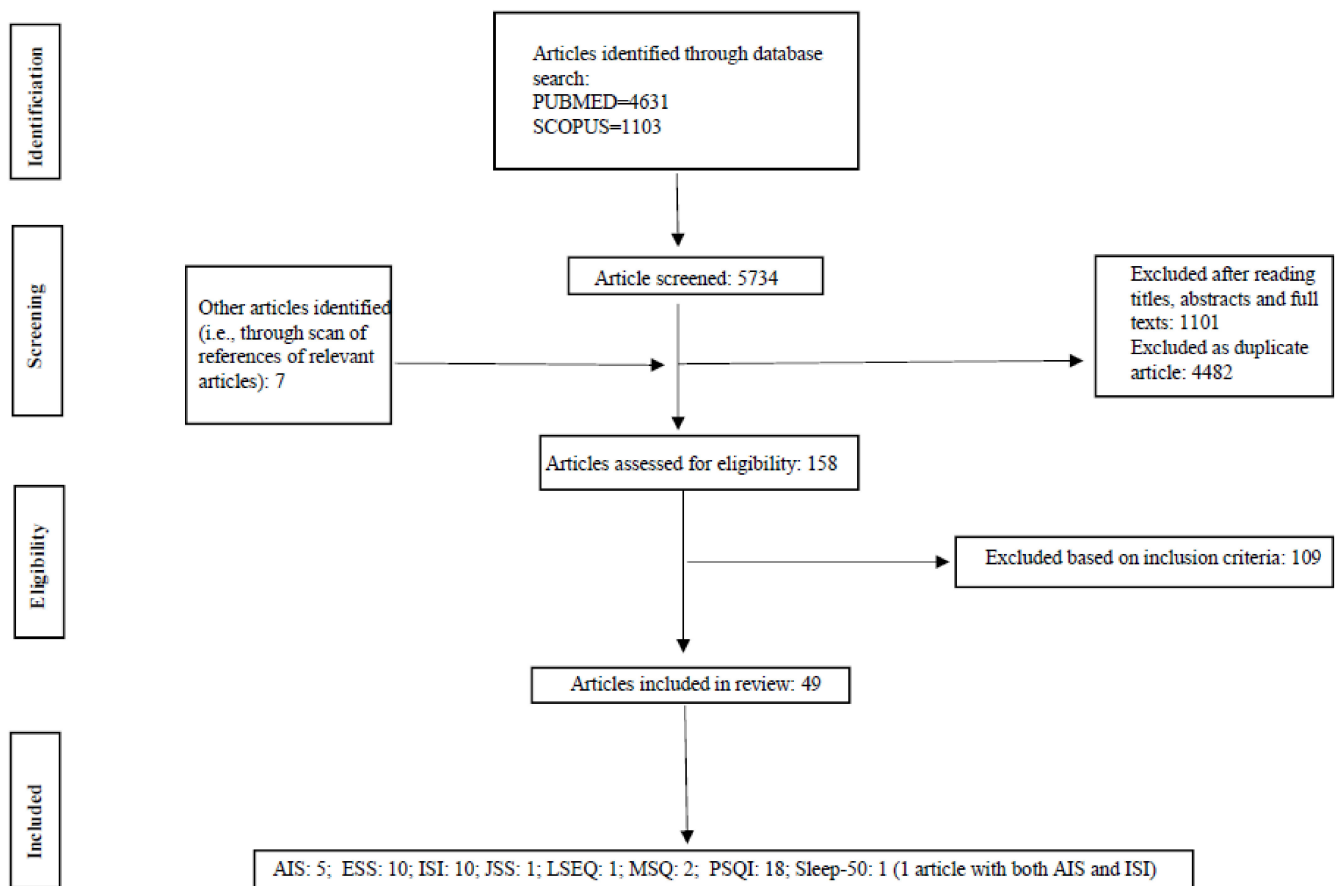 Identificiation
Articles identified through database
search:
PUBMED=4631
SCOPUS=1103
Screening
Article screened: 5734
Other articles identified
(i.e., through scan of
references of relevant
articles): 7
Excluded after reading
titles, abstracts and full
texts: 1101
Excluded as duplicate
article: 4482
Articles assessed for eligibility: 158
Eligibility
Excluded based on inclusion criteria: 109
Articles included in review: 49
Included
AIS: 5; ESS: 10; ISI: 10; JSS: 1; LSEQ: 1; MSQ: 2; PSQI: 18; Sleep-50: 1 (1 article with both AIS and ISI)